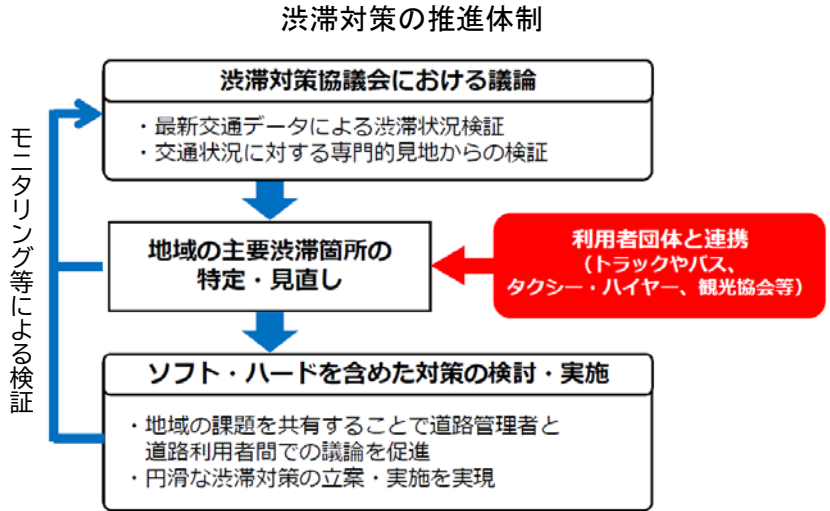 渋滞対策の推進体制
渋滞対策協議会における議論
・最新交通データによる渋滞状況検証
・交通状況に対する専門的見地からの検証
モニタリング等による検証
地域の主要渋滞箇所の
特定・見直し
利用者団体と連携
（トラックやバス、
タクシー・ハイヤー、観光協会等）
ソフト・ハードを含めた対策の検討・実施
・地域の課題を共有することで道路管理者と
道路利用者間での議論を促進
・円滑な渋滞対策の立案・実施を実現